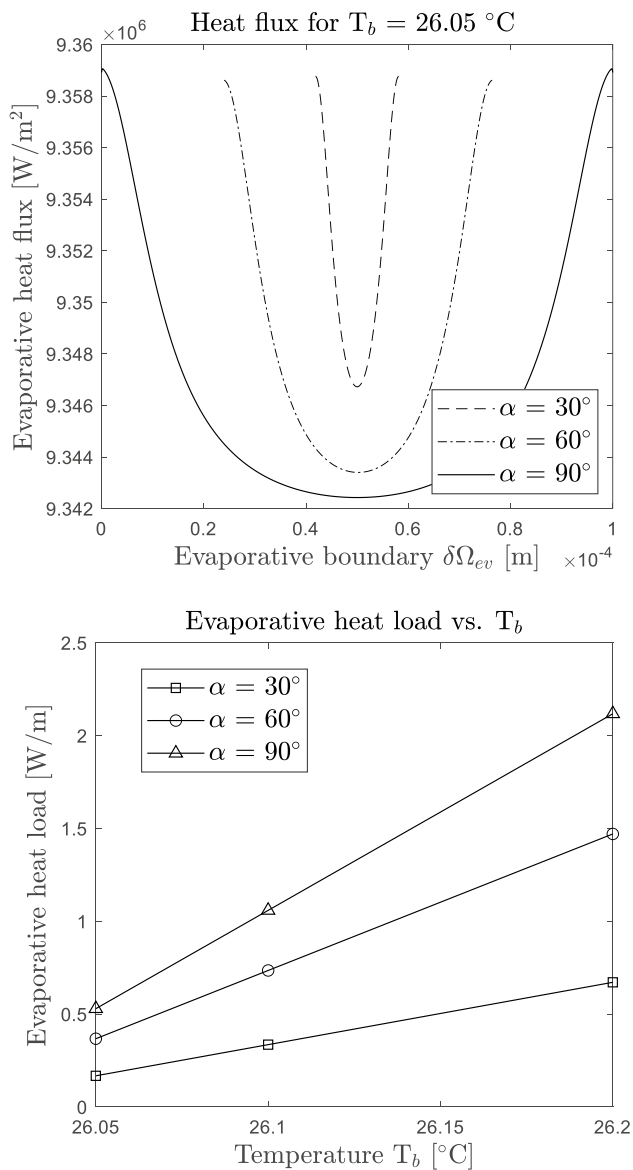 Heat flux for T_b = 26.05 °C
×10⁶
9.36
9.358
9.356
9.354
9.352
9.35
9.348
9.346
9.344
9.342
Evaporative heat flux [W/m²]
α = 30°
α = 60°
α = 90°
0 0.2 0.4 0.6 0.8 1
Evaporative boundary δΩ_ev [m] ×10⁻⁴
Evaporative heat load vs. T_b
2.5
2
1.5
1
0.5
0
Evaporative heat load [W/m]
α = 30°
α = 60°
α = 90°
26.05 26.1 26.15 26.2
Temperature T_b [°C]